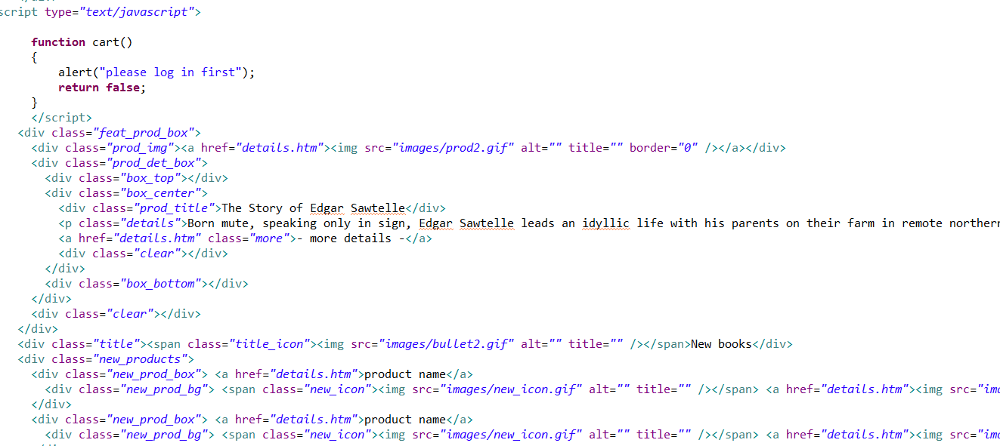 script type="text/javascript">
function cart()
{
alert("please log in first");
return false;
}
</script>
<div class="feat_prod_box">
<div class="prod_img"><a href="details.htm"><img src="images/prod2.gif" alt="" title="" border="0" /></a></div>
<div class="prod_det_box">
<div class="box_top"></div>
<div class="box_center">
<div class="prod_title">The Story of Edgar Sawtelle</div>
<p class="details">Born mute, speaking only in sign, Edgar Sawtelle leads an idyllic life with his parents on their farm in remote northern
<a href="details.htm" class="more">- more details -</a>
<div class="clear"></div>
</div>
<div class="box_bottom"></div>
</div>
<div class="clear"></div>
</div>
<div class="title"><span class="title_icon"><img src="images/bullet2.gif" alt="" title="" /></span>New books</div>
<div class="new_products">
<div class="new_prod_box"> <a href="details.htm">product name</a>
<div class="new_prod_bg"> <span class="new_icon"><img src="images/new_icon.gif" alt="" title="" /></span> <a href="details.htm"><img src="ima
</div>
<div class="new_prod_box"> <a href="details.htm">product name</a>
<div class="new_prod_bg"> <span class="new_icon"><img src="images/new_icon.gif" alt="" title="" /></span> <a href="details.htm"><img src="ima